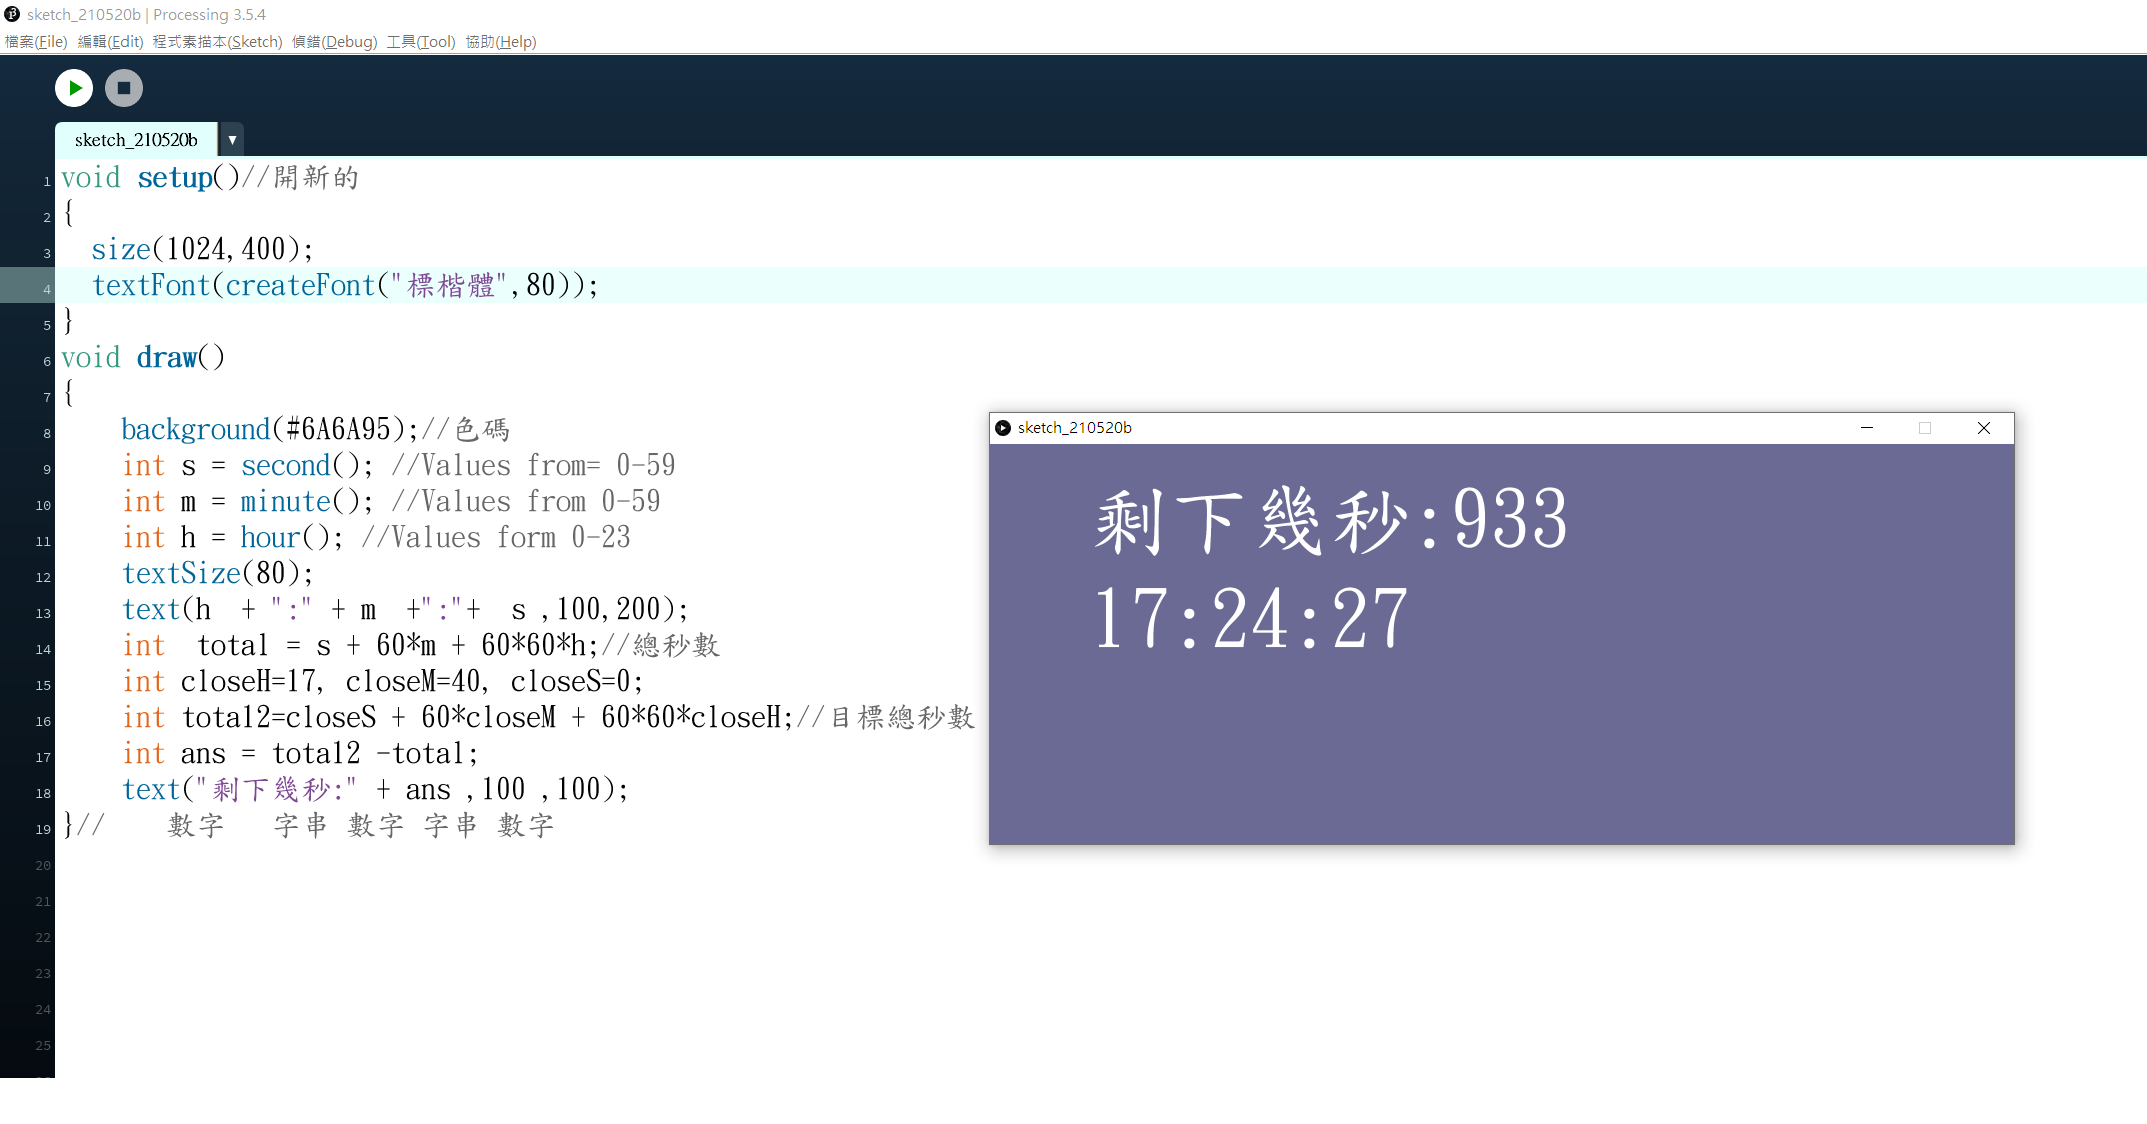 sketch_210520b | Processing 3.5.4
檔案(File) 編輯(Edit) 程式素描本(Sketch) 偵錯(Debug) 工具(Tool) 協助(Help)
sketch_210520b ▼
1 void setup()//開新的
2 {
3   size(1024,400);
4   textFont(createFont("標楷體",80));
5 }
6 void draw()
7 {
8     background(#6A6A95);//色碼
9     int s = second(); //Values from= 0-59
10     int m = minute(); //Values from 0-59
11     int h = hour(); //Values form 0-23
12     textSize(80);
13     text(h  + ":" + m  +":"+  s ,100,200);
14     int  total = s + 60*m + 60*60*h;//總秒數
15     int closeH=17, closeM=40, closeS=0;
16     int total2=closeS + 60*closeM + 60*60*closeH;//目標總秒數
17     int ans = total2 -total;
18     text("剩下幾秒:" + ans ,100 ,100);
19 }//    數字   字串 數字 字串 數字
20
21
22
23
24
25
sketch_210520b
剩下幾秒:933
17:24:27